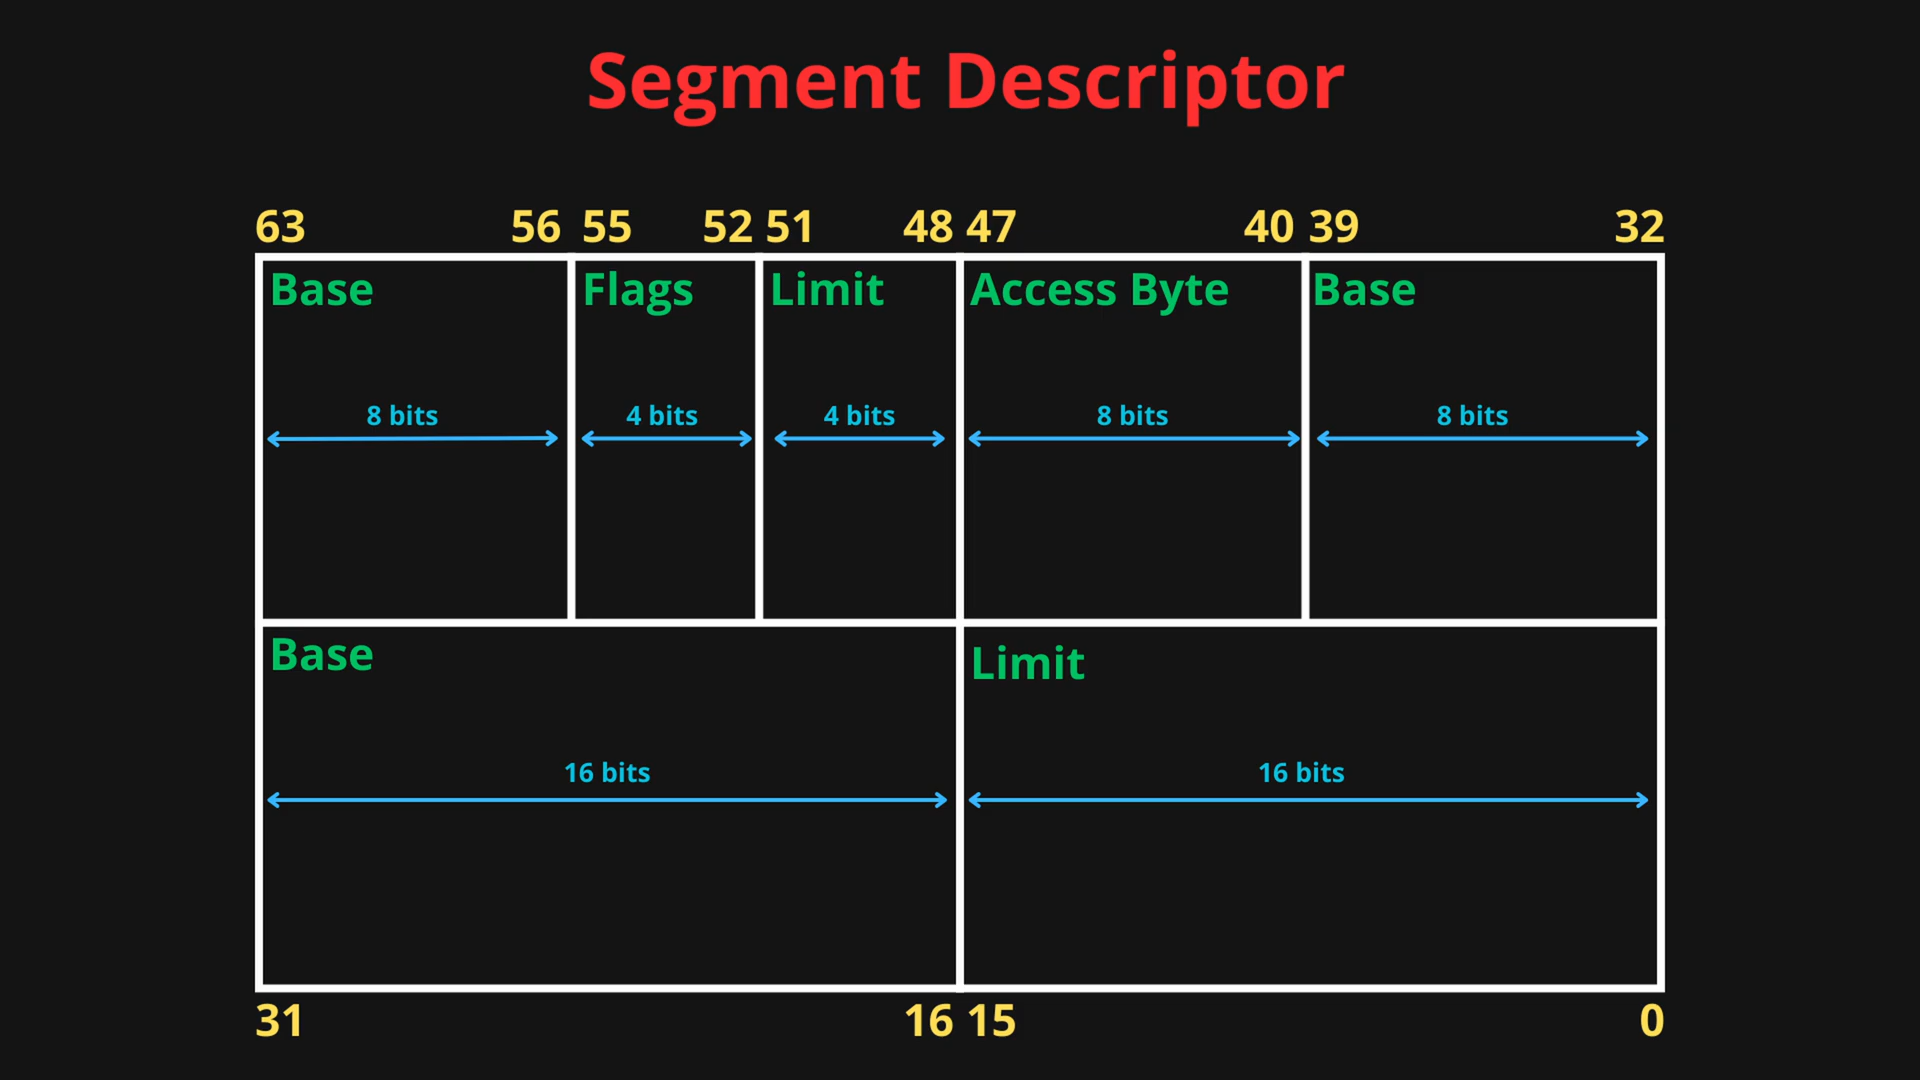 Segment Descriptor
63 56 55 52 51 48 47 40 39 32
Base Flags Limit Access Byte Base
8 bits 4 bits 4 bits 8 bits 8 bits
Base Limit
16 bits 16 bits
31 16 15 0